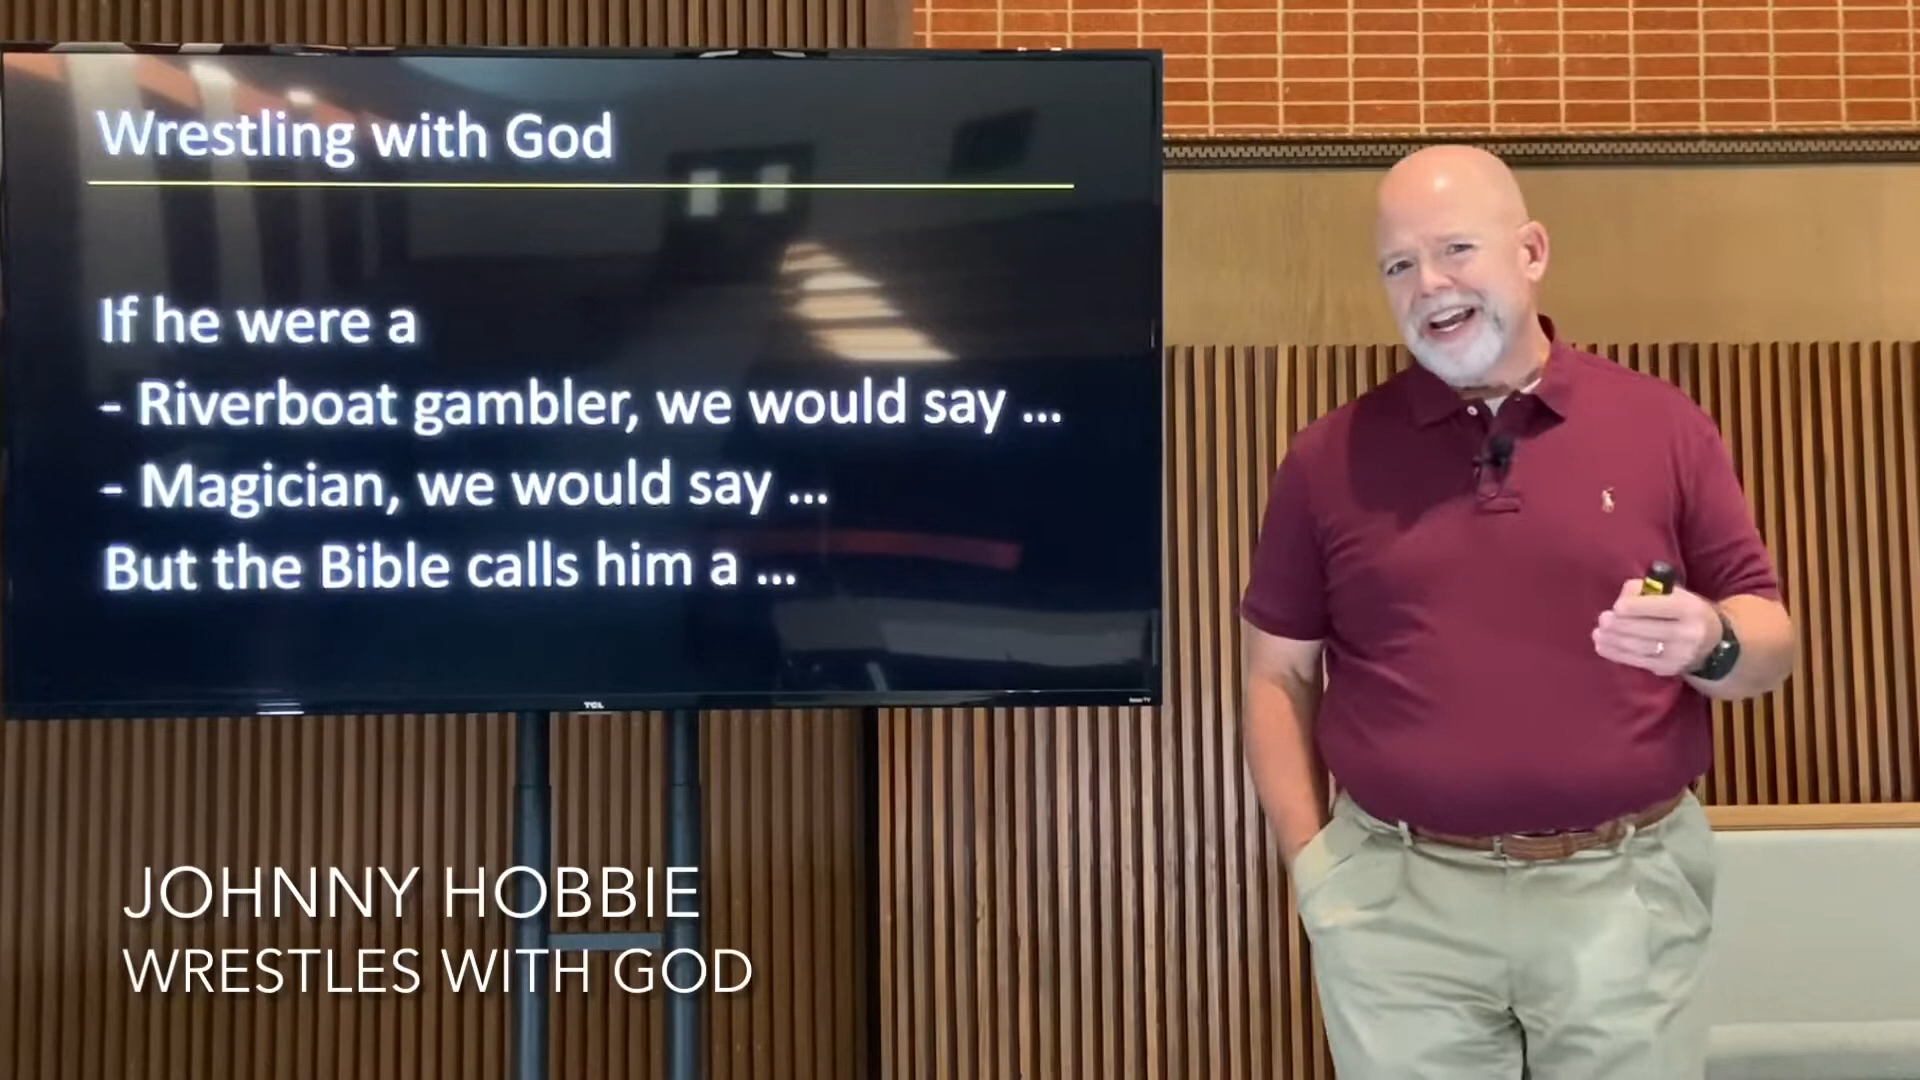 Wrestling with God
If he were a
- Riverboat gambler, we would say ...
- Magician, we would say ...
But the Bible calls him a ...
TCL
JOHNNY HOBBIE
WRESTLES WITH GOD